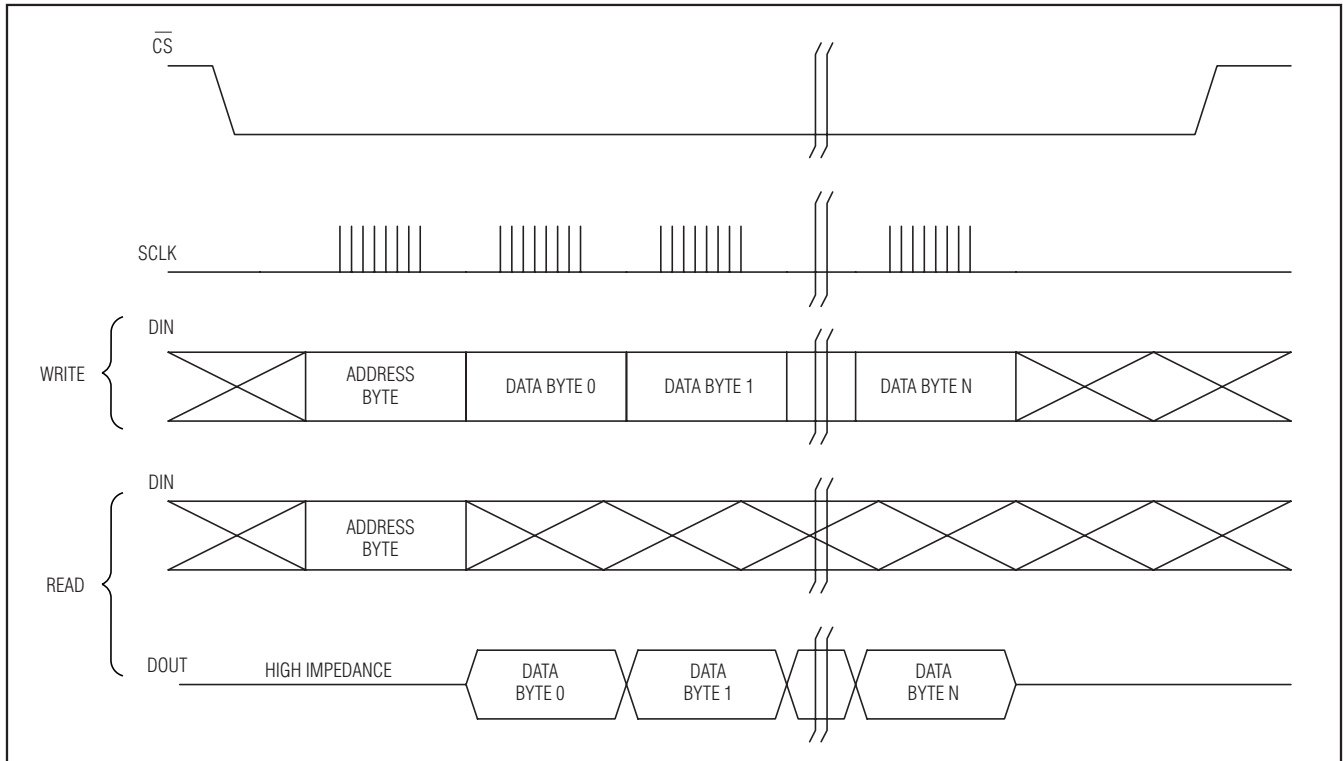 CS
SCLK
DIN
WRITE
ADDRESS
BYTE
DATA BYTE 0
DATA BYTE 1
DATA BYTE N
DIN
READ
ADDRESS
BYTE
DOUT
HIGH IMPEDANCE
DATA
BYTE 0
DATA
BYTE 1
DATA
BYTE N